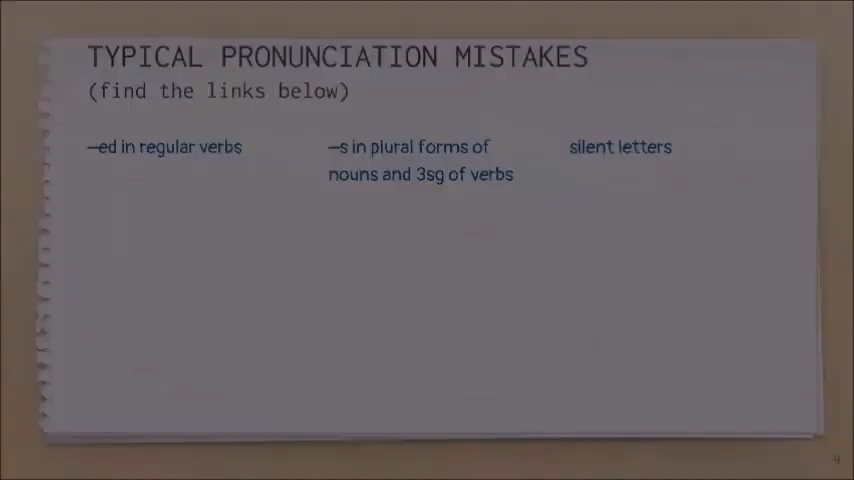 TYPICAL PRONUNCIATION MISTAKES
(find the links below)
–ed in regular verbs
–s in plural forms of
nouns and 3sg of verbs
silent letters
4